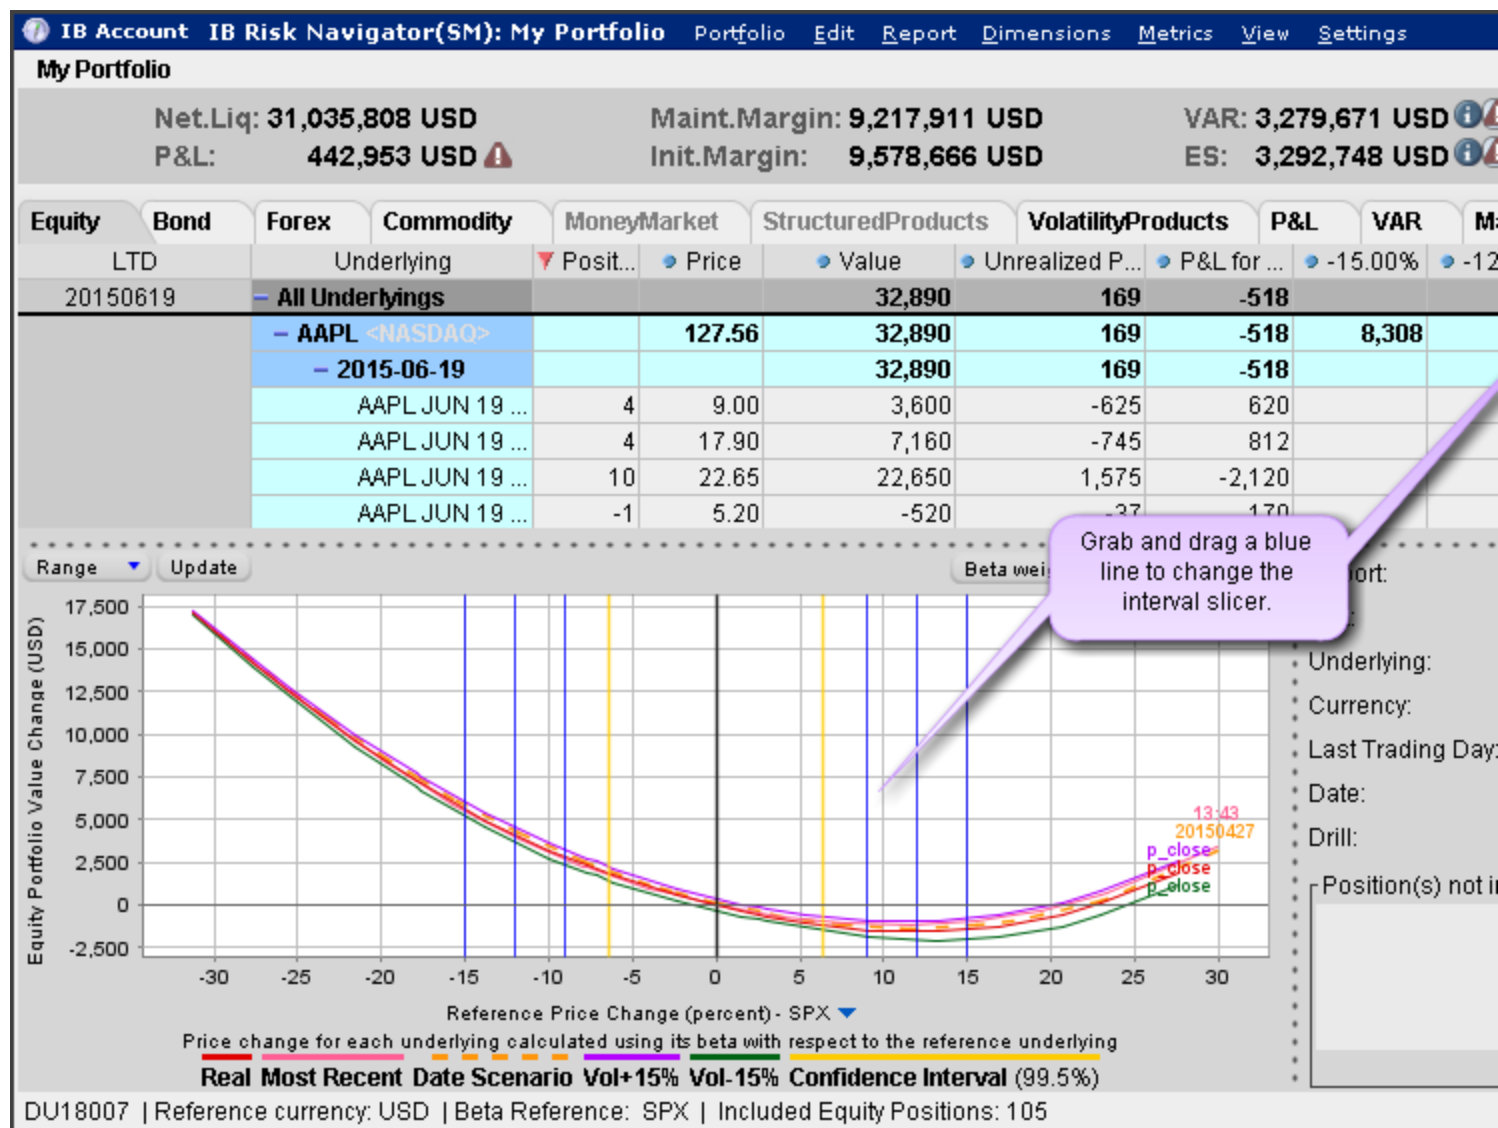 IB Account IB Risk Navigator(SM): My Portfolio Portfolio Edit Report Dimensions Metrics View Settings
My Portfolio
Net.Liq: 31,035,808 USD Maint.Margin: 9,217,911 USD VAR: 3,279,671 USD
P&L: 442,953 USD Init.Margin: 9,578,666 USD ES: 3,292,748 USD
Equity Bond Forex Commodity MoneyMarket StructuredProducts VolatilityProducts P&L VAR
LTD Underlying Posit... Price Value Unrealized P... P&L for ... -15.00% -12
20150619 All Underlyings 32,890 169 -518
AAPL <NASDAQ> 127.56 32,890 169 -518 8,308
2015-06-19 32,890 169 -518
AAPL JUN 19 ... 4 9.00 3,600 -625 620
AAPL JUN 19 ... 4 17.90 7,160 -745 812
AAPL JUN 19 ... 10 22.65 22,650 1,575 -2,120
AAPL JUN 19 ... -1 5.20 -520 -37 170
Grab and drag a blue
line to change the
interval slicer.
Range Update Beta wei ort:
Underlying:
Currency:
Last Trading Day:
Date:
Drill:
Position(s) not in
Equity Portfolio Value Change (USD)
17,500
15,000
12,500
10,000
7,500
5,000
2,500
0
-2,500
13:43
20150427
p_close
p_close
p_close
-30 -25 -20 -15 -10 -5 0 5 10 15 20 25 30
Reference Price Change (percent) - SPX
Price change for each underlying calculated using its beta with respect to the reference underlying
Real Most Recent Date Scenario Vol+15% Vol-15% Confidence Interval (99.5%)
DU18007 | Reference currency: USD | Beta Reference: SPX | Included Equity Positions: 105